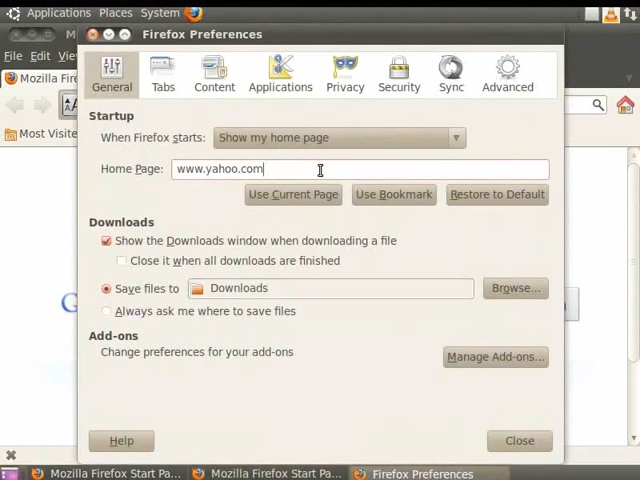 Applications Places System
Firefox Preferences
File Edit
Mozilla Fire
Most Visite
General Tabs Content Applications Privacy Security Sync Advanced
Startup
When Firefox starts: Show my home page
Home Page: www.yahoo.com
Use Current Page Use Bookmark Restore to Default
Downloads
Show the Downloads window when downloading a file
Close it when all downloads are finished
Save files to Downloads Browse...
Always ask me where to save files
Add-ons
Change preferences for your add-ons
Manage Add-ons...
Help Close
Mozilla Firefox Start Pa... Mozilla Firefox Start Pa... Firefox Preferences